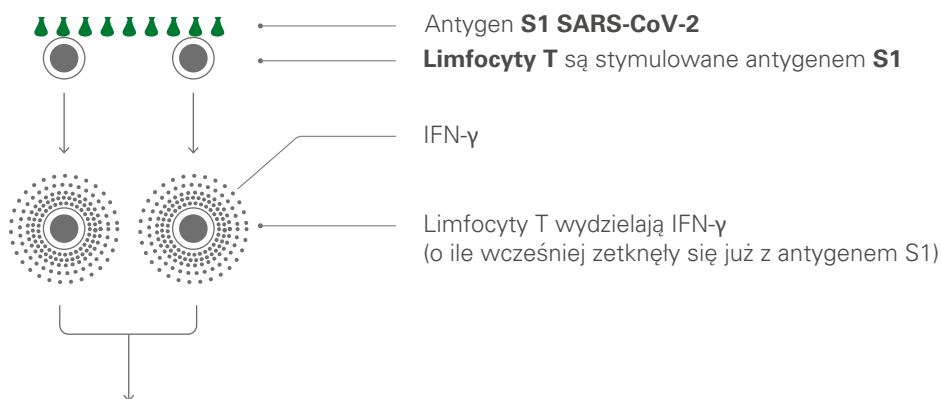 Antygen S1 SARS-CoV-2
Limfocyty T są stymulowane antygenem S1
IFN-γ
Limfocyty T wydzielają IFN-γ
(o ile wcześniej zetknęły się już z antygenem S1)